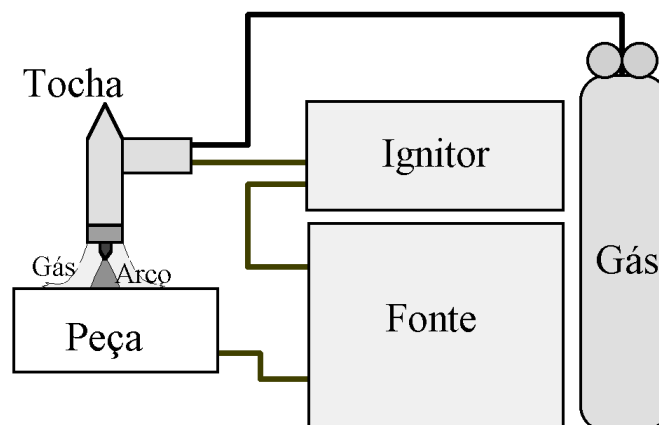 Tocha
Ignitor
Gás
Gás
Arco
Peça
Fonte